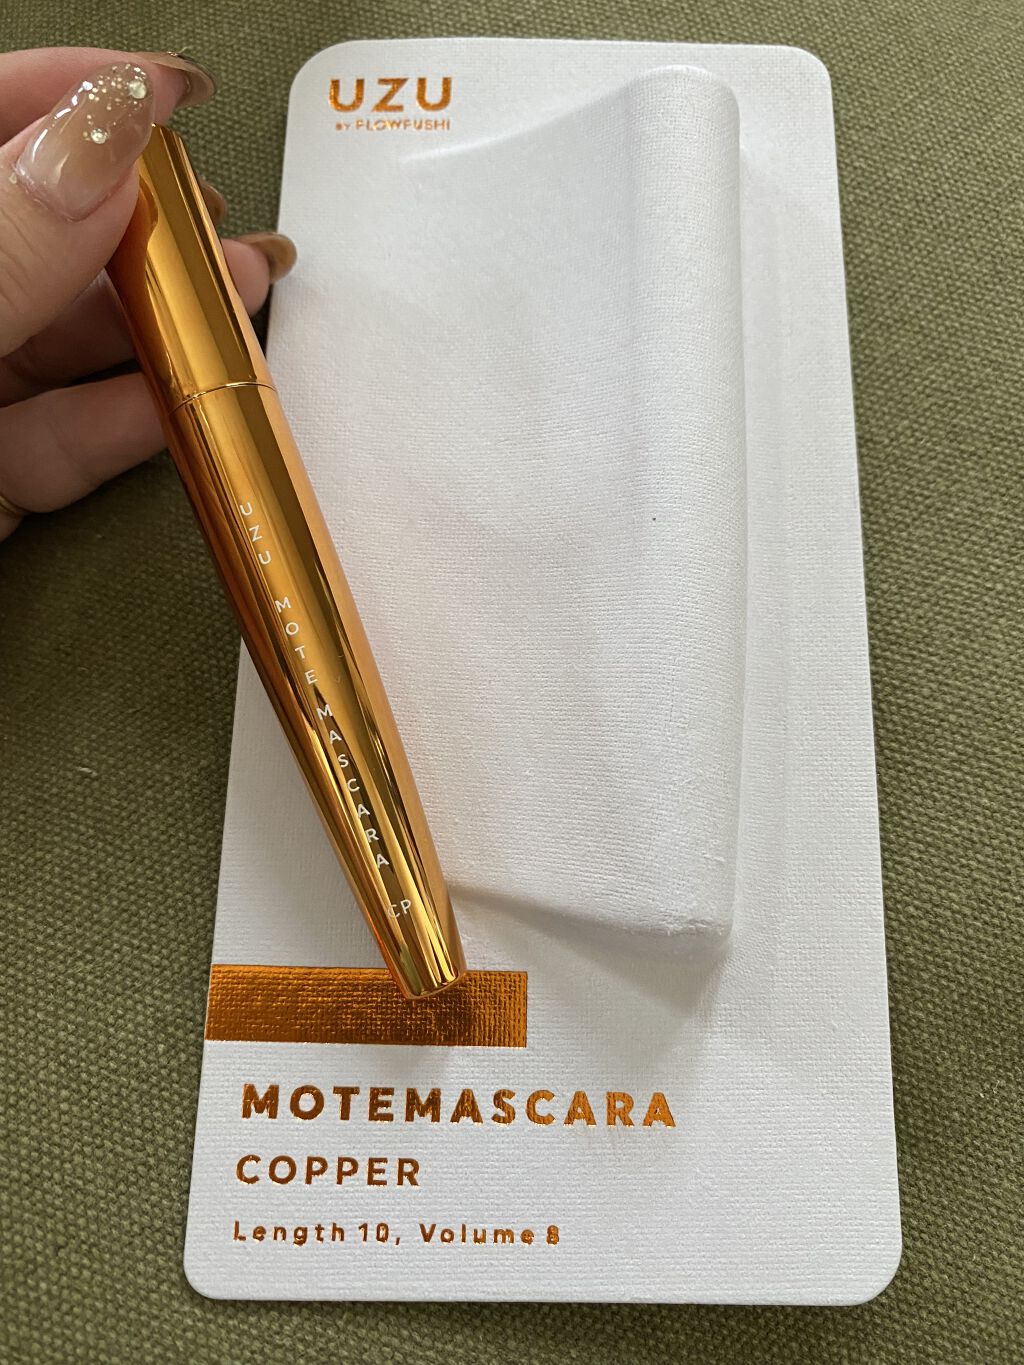 UZU
BY FLOWFUSHI
UZU MOTE MASCARA CP
MOTEMASCARA
COPPER
Length 10, Volume 8